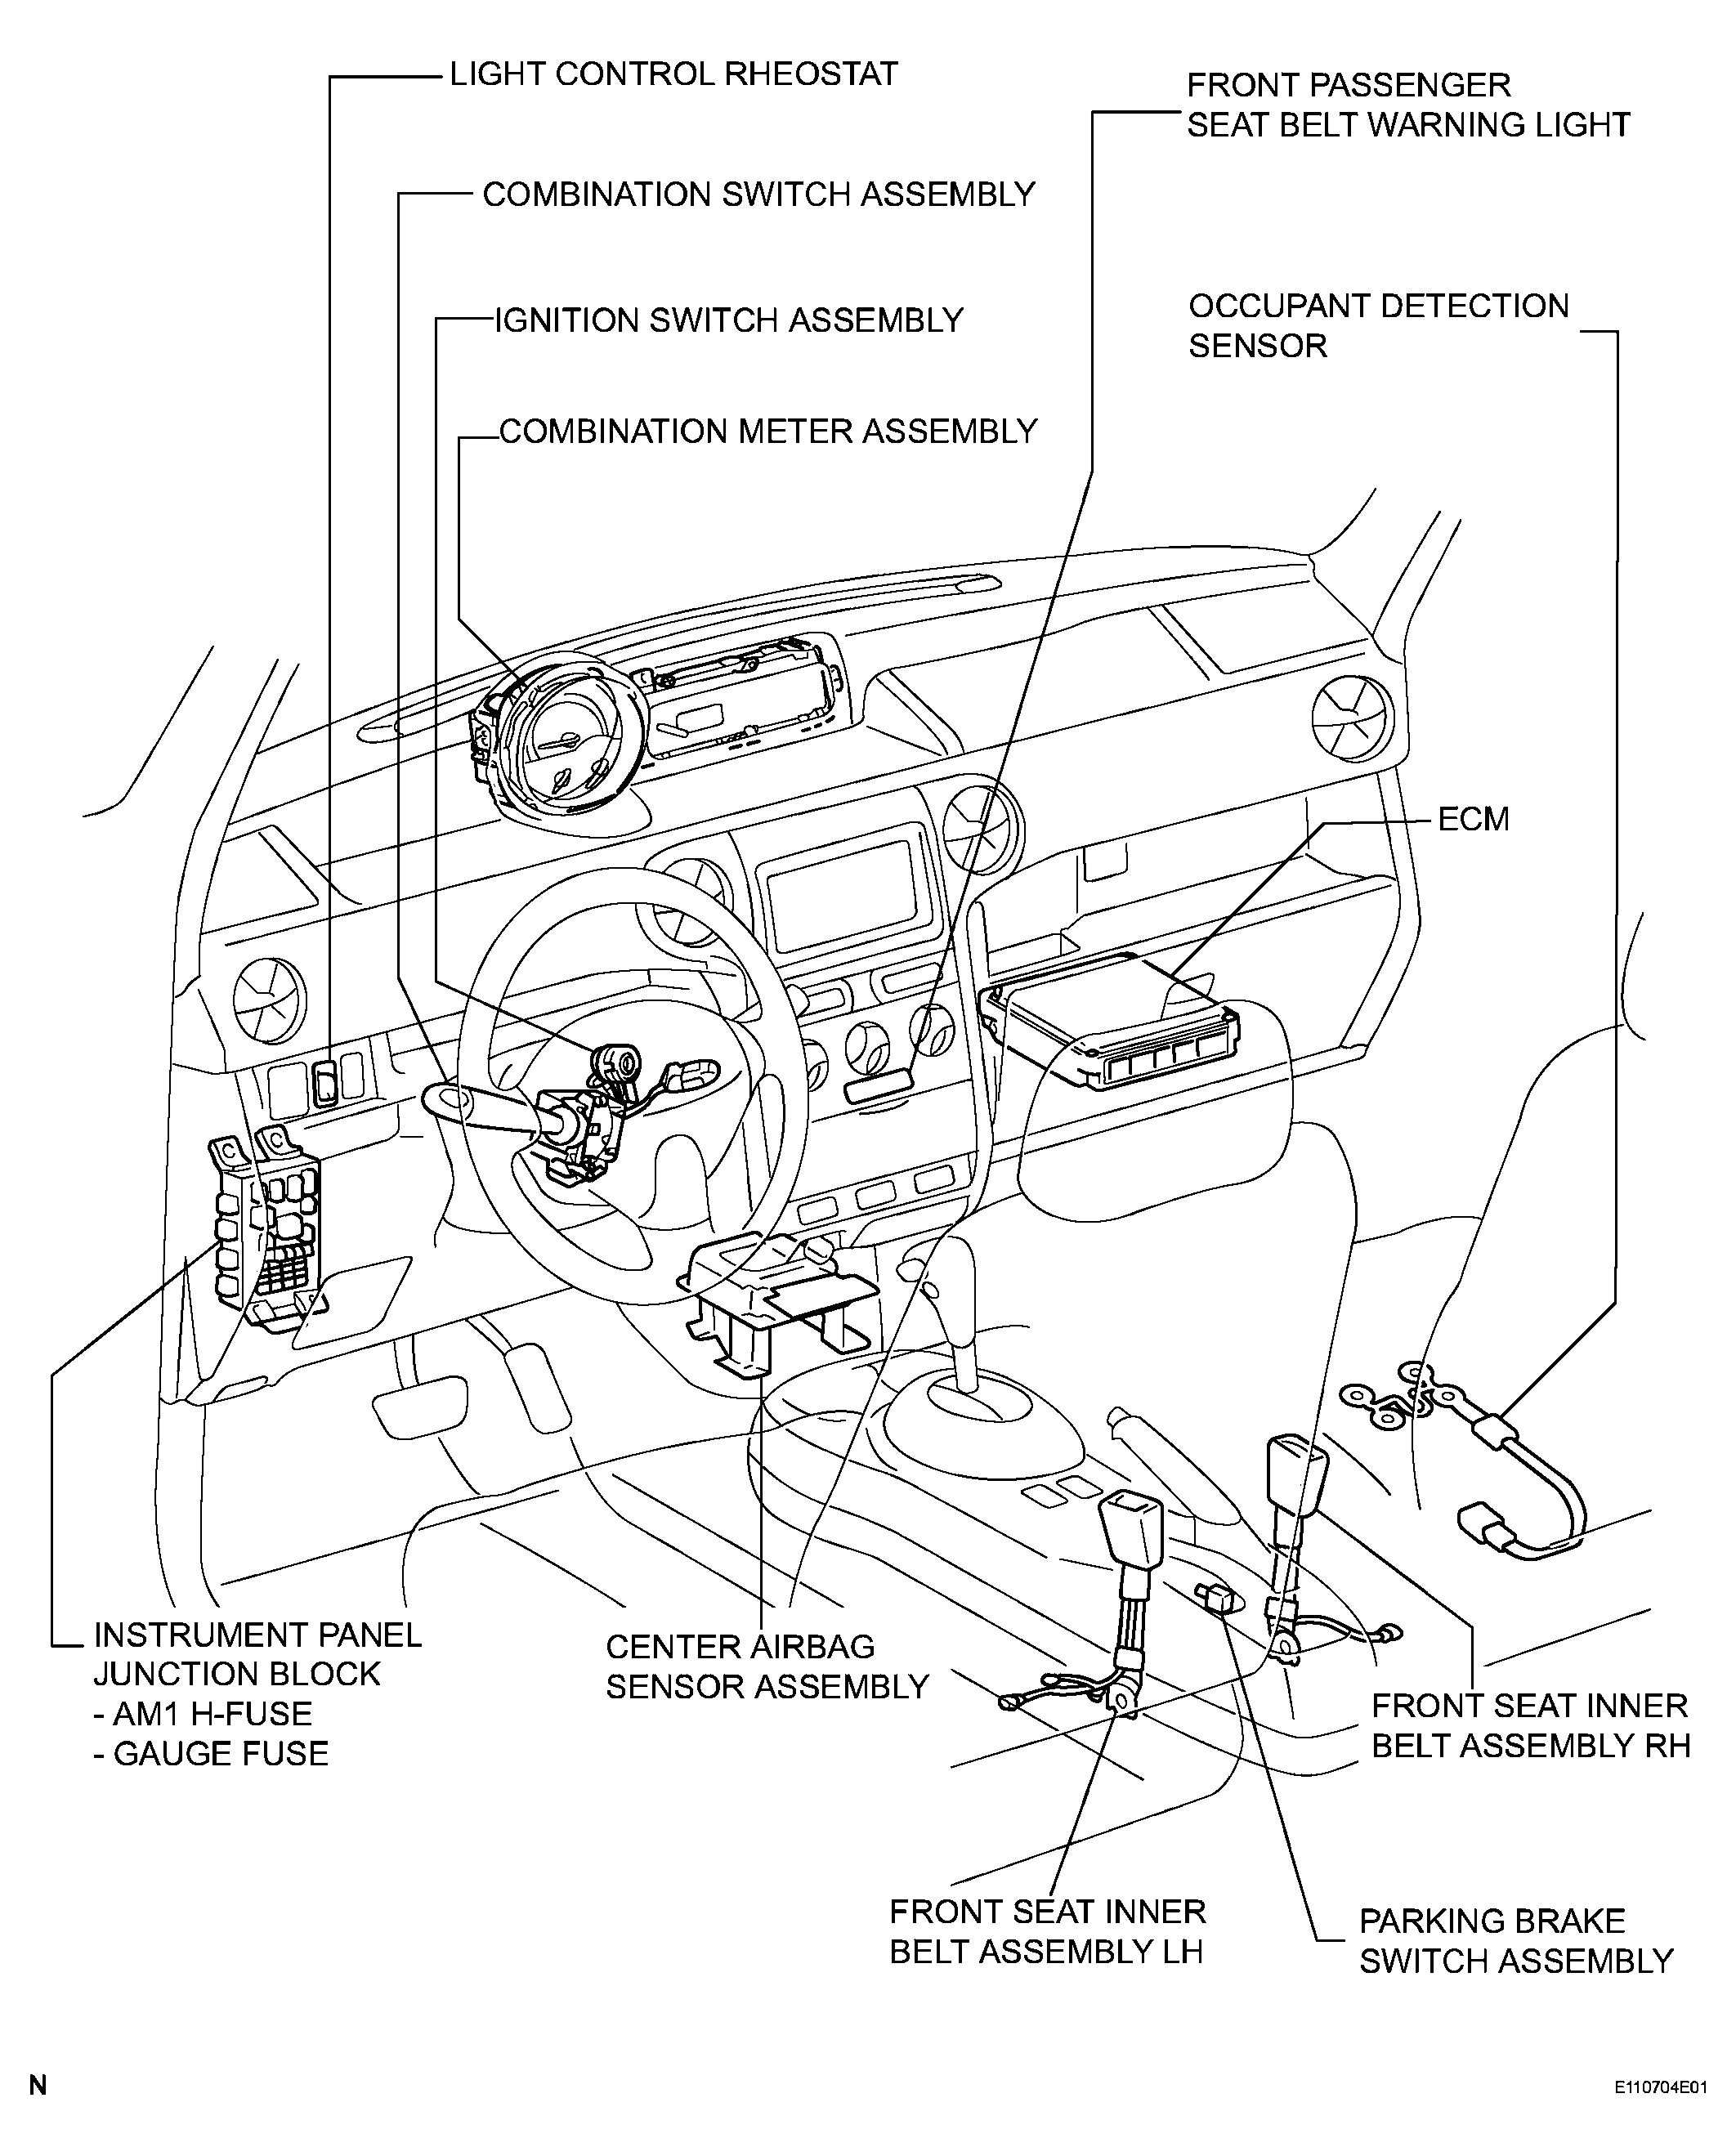 LIGHT CONTROL RHEOSTAT
FRONT PASSENGER
SEAT BELT WARNING LIGHT
COMBINATION SWITCH ASSEMBLY
IGNITION SWITCH ASSEMBLY
OCCUPANT DETECTION
SENSOR
COMBINATION METER ASSEMBLY
ECM
INSTRUMENT PANEL
JUNCTION BLOCK
- AM1 H-FUSE
- GAUGE FUSE
CENTER AIRBAG
SENSOR ASSEMBLY
FRONT SEAT INNER
BELT ASSEMBLY RH
FRONT SEAT INNER
BELT ASSEMBLY LH
PARKING BRAKE
SWITCH ASSEMBLY
N
E110704E01